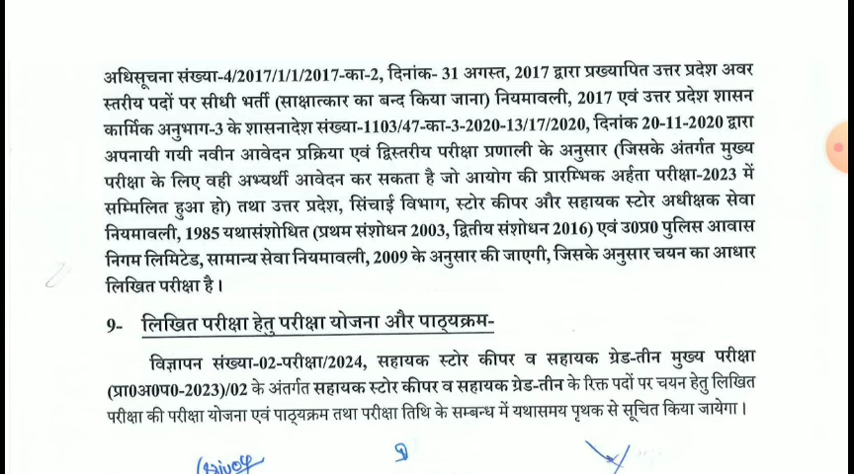 अधिसूचना संख्या-4/2017/1/1/2017-का-2, दिनांक- 31 अगस्त, 2017 द्वारा प्रख्यापित उत्तर प्रदेश अवर
स्तरीय पदों पर सीधी भर्ती (साक्षात्कार का बन्द किया जाना) नियमावली, 2017 एवं उत्तर प्रदेश शासन
कार्मिक अनुभाग-3 के शासनादेश संख्या-1103/47-का-3-2020-13/17/2020, दिनांक 20-11-2020 द्वारा
अपनायी गयी नवीन आवेदन प्रक्रिया एवं द्विस्तरीय परीक्षा प्रणाली के अनुसार (जिसके अंतर्गत मुख्य
परीक्षा के लिए वही अभ्यर्थी आवेदन कर सकता है जो आयोग की प्रारम्भिक अर्हता परीक्षा-2023 में
सम्मिलित हुआ हो) तथा उत्तर प्रदेश, सिंचाई विभाग, स्टोर कीपर और सहायक स्टोर अधीक्षक सेवा
नियमावली, 1985 यथासंशोधित (प्रथम संशोधन 2003, द्वितीय संशोधन 2016) एवं उ0प्र0 पुलिस आवास
निगम लिमिटेड, सामान्य सेवा नियमावली, 2009 के अनुसार की जाएगी, जिसके अनुसार चयन का आधार
लिखित परीक्षा है।
9- लिखित परीक्षा हेतु परीक्षा योजना और पाठ्यक्रम-
विज्ञापन संख्या-02-परीक्षा/2024, सहायक स्टोर कीपर व सहायक ग्रेड-तीन मुख्य परीक्षा
(प्रा0अ0प0-2023)/02 के अंतर्गत सहायक स्टोर कीपर व सहायक ग्रेड-तीन के रिक्त पदों पर चयन हेतु लिखित
परीक्षा की परीक्षा योजना एवं पाठ्यक्रम तथा परीक्षा तिथि के सम्बन्ध में यथासमय पृथक से सूचित किया जायेगा।